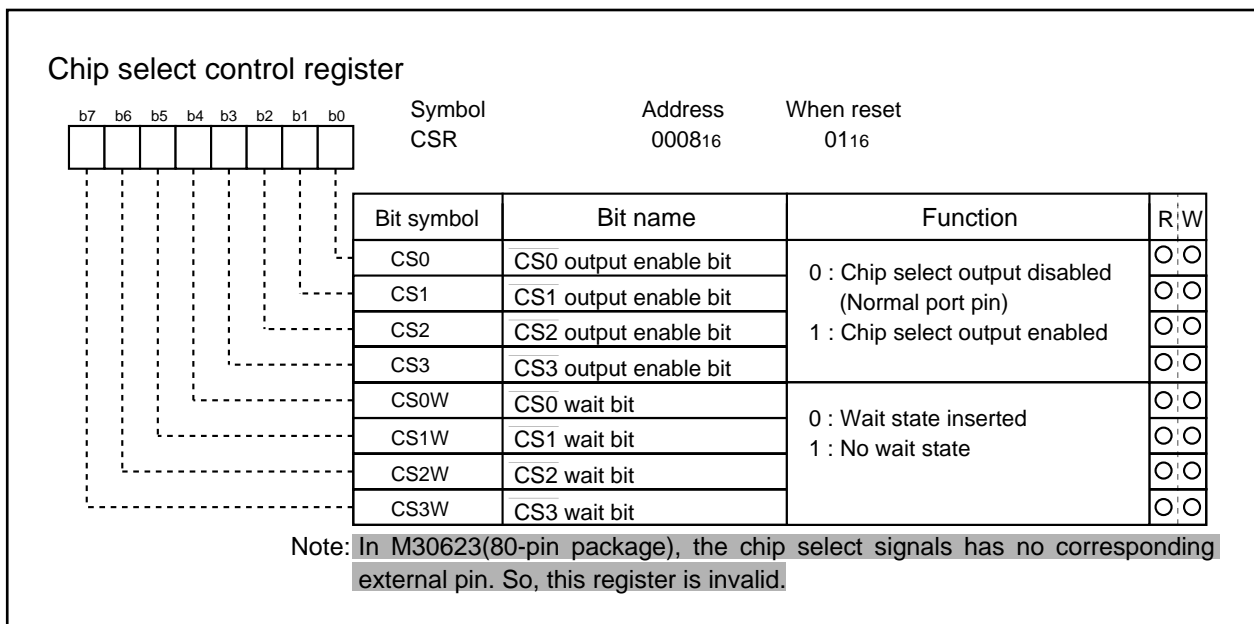 Chip select control register
Symbol Address When reset
b7 b6 b5 b4 b3 b2 b1 b0
CSR 000816 0116
Bit symbol Bit name Function R W
CS0 CS0 output enable bit 0 : Chip select output disabled
(Normal port pin)
1 : Chip select output enabled
CS1 CS1 output enable bit
CS2 CS2 output enable bit
CS3 CS3 output enable bit
CS0W CS0 wait bit 0 : Wait state inserted
1 : No wait state
CS1W CS1 wait bit
CS2W CS2 wait bit
CS3W CS3 wait bit
Note: In M30623(80-pin package), the chip select signals has no corresponding
external pin. So, this register is invalid.